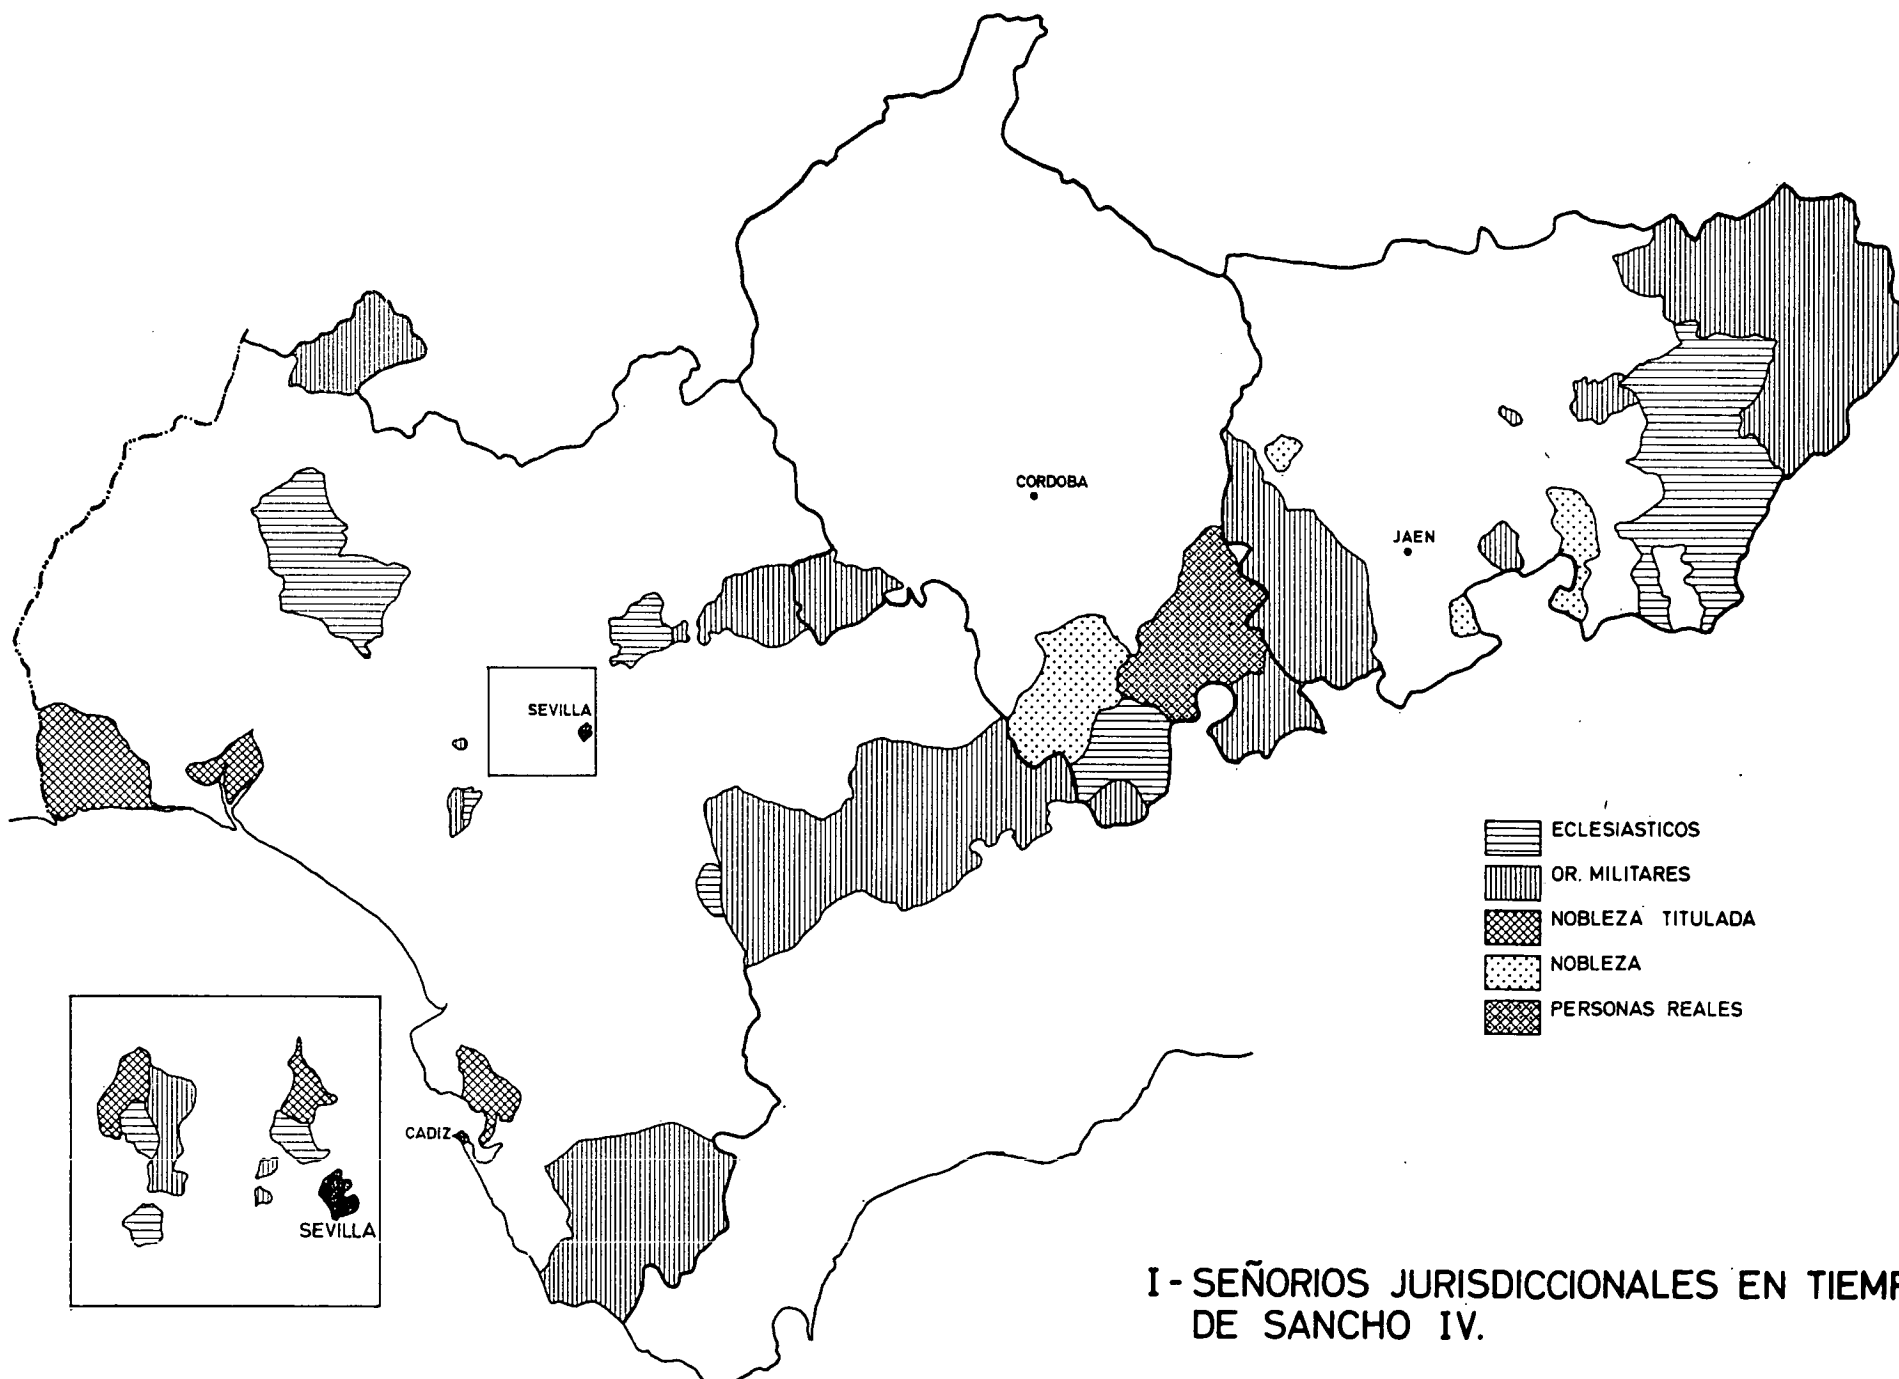 CORDOBA
JAEN
SEVILLA
CADIZ
SEVILLA
ECLESIASTICOS
OR. MILITARES
NOBLEZA TITULADA
NOBLEZA
PERSONAS REALES
I - SEÑORIOS JURISDICCIONALES EN
DE SANCHO IV.